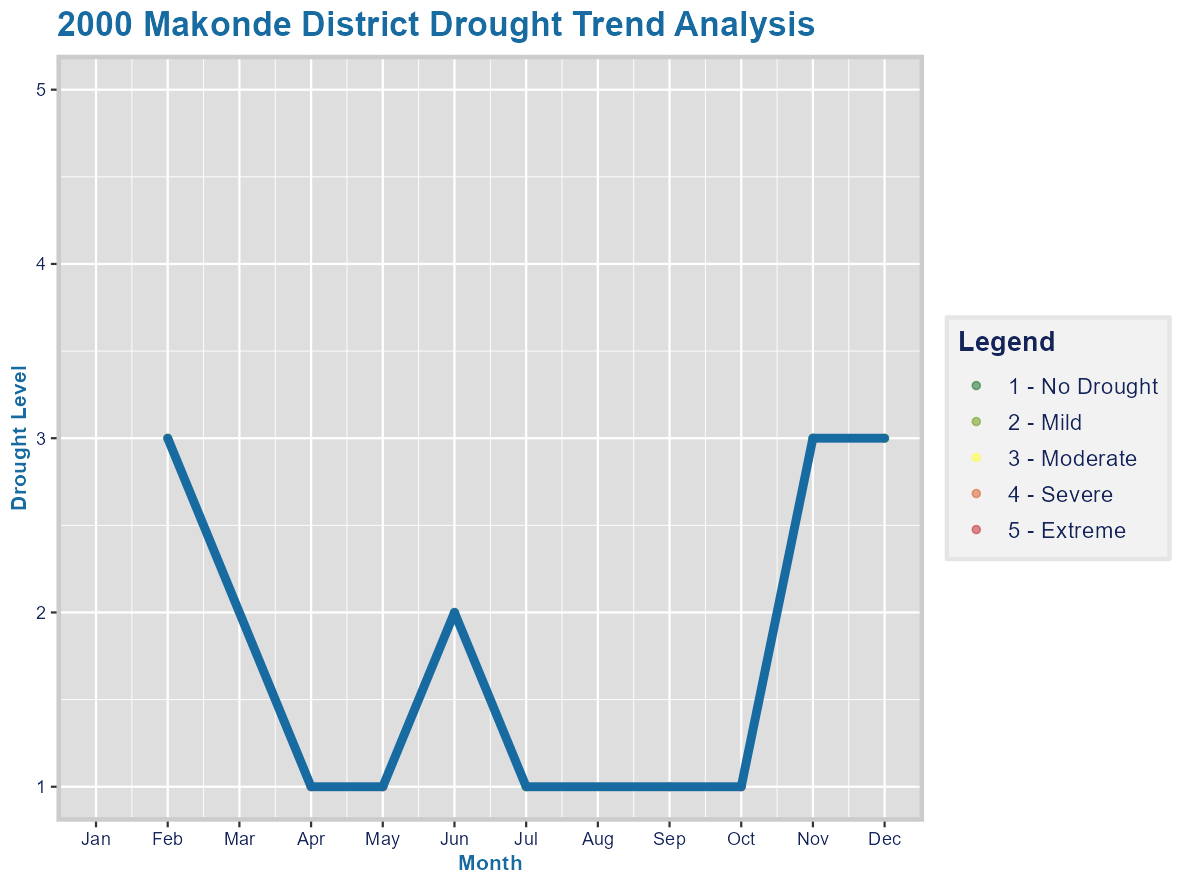 2000 Makonde District Drought Trend Analysis
5
4
3
2
1
Drought Level
Jan Feb Mar Apr May Jun Jul Aug Sep Oct Nov Dec
Month
Legend
1 - No Drought
2 - Mild
3 - Moderate
4 - Severe
5 - Extreme